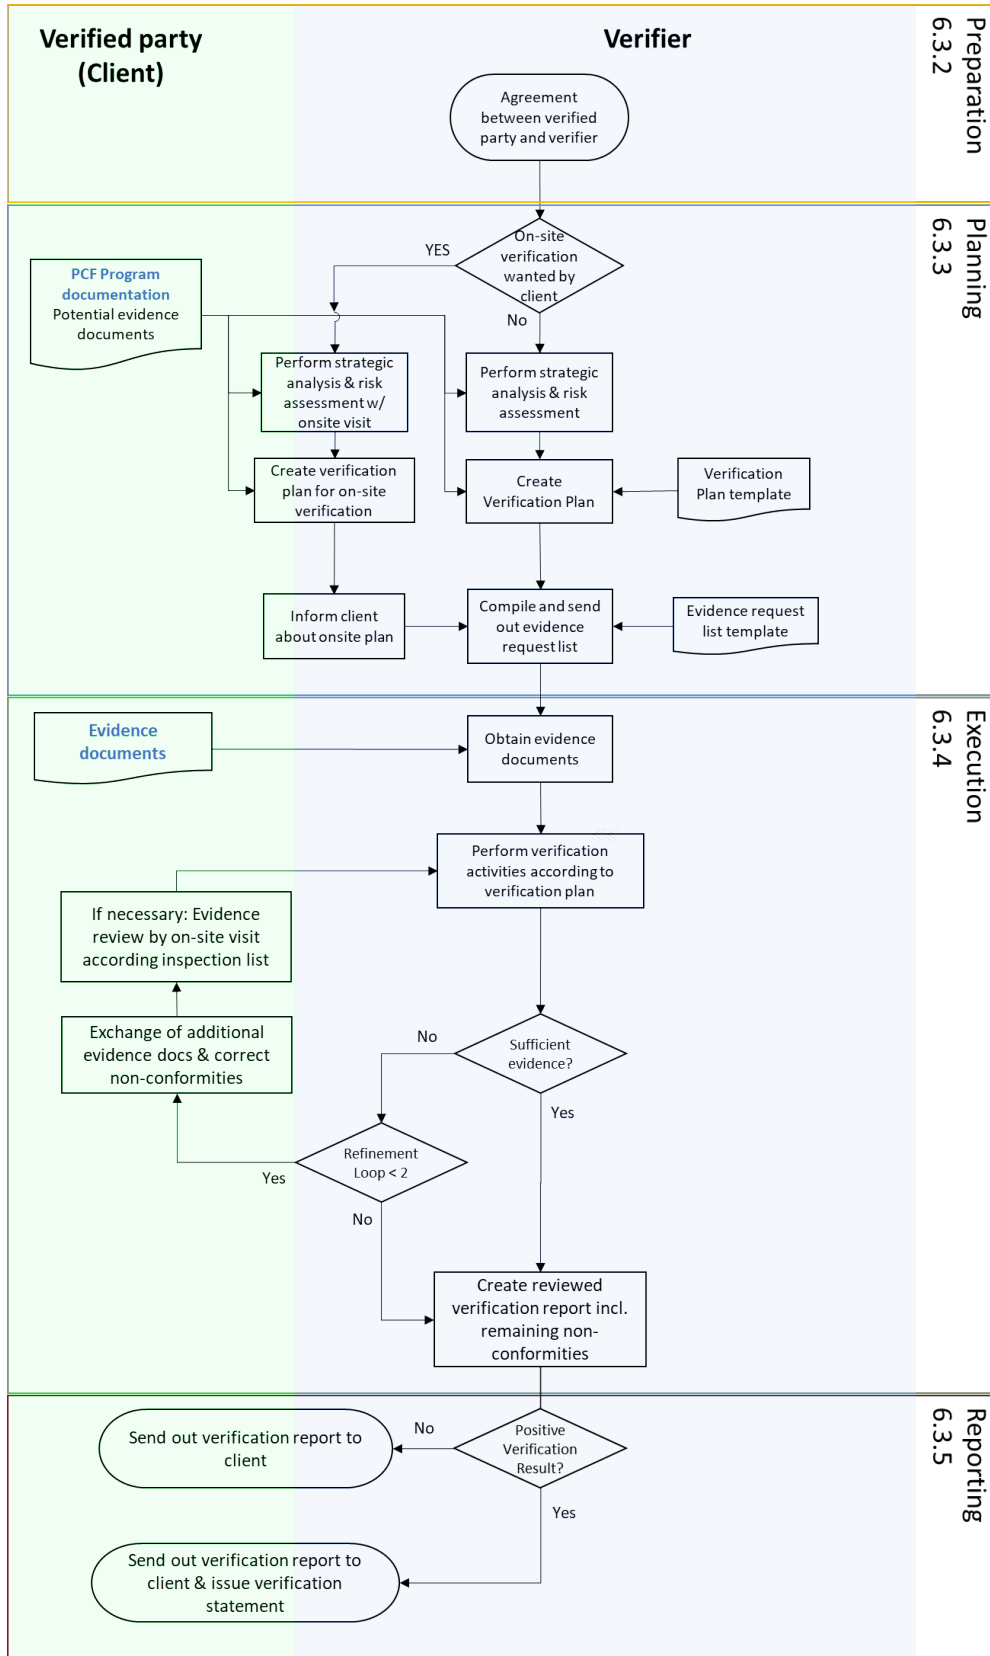 Verified party
(Client)
Verifier
Preparation
6.3.2
Agreement
between verified
party and verifier
Planning
6.3.3
On-site
verification
wanted by
client
YES
No
PCF Program
documentation
Potential evidence
documents
Perform strategic
analysis & risk
assessment w/
onsite visit
Perform strategic
analysis & risk
assessment
Create verification
plan for on-site
verification
Create
Verification Plan
Verification
Plan template
Inform client
about onsite plan
Compile and send
out evidence
request list
Evidence request
list template
Execution
6.3.4
Evidence
documents
Obtain evidence
documents
Perform verification
activities according to
verification plan
If necessary: Evidence
review by on-site visit
according inspection list
Exchange of additional
evidence docs & correct
non-conformities
No
Sufficient
evidence?
Yes
Refinement
Loop < 2
Yes
No
Create reviewed
verification report incl.
remaining non-
conformities
Reporting
6.3.5
Send out verification report to
client
No
Positive
Verification
Result?
Yes
Send out verification report to
client & issue verification
statement